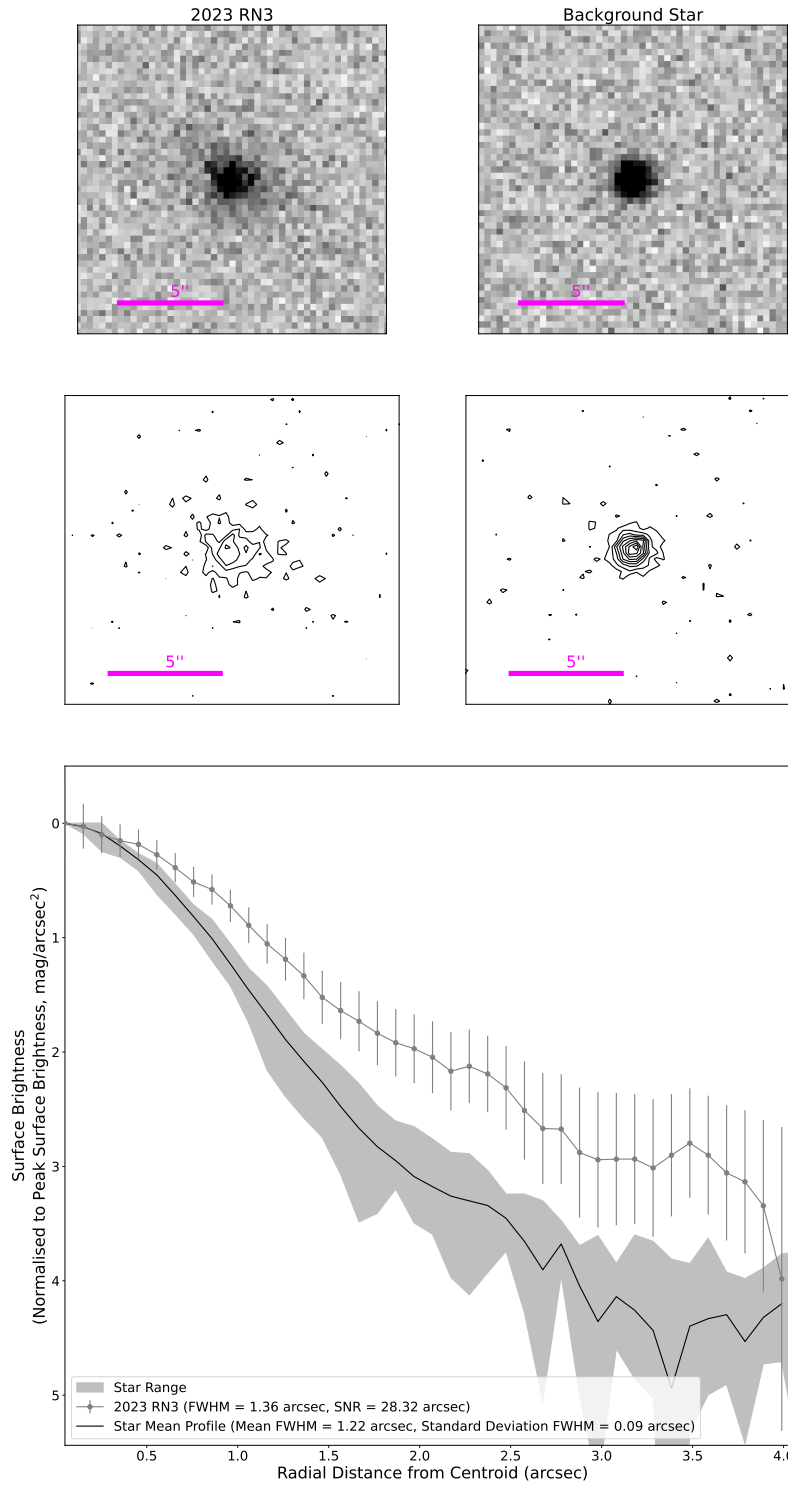 2023 RN3
Background Star
5''
5''
5''
5''
0
1
2
3
4
5
Surface Brightness
(Normalised to Peak Surface Brightness, mag/arcsec²)
Star Range
2023 RN3 (FWHM = 1.36 arcsec, SNR = 28.32 arcsec)
Star Mean Profile (Mean FWHM = 1.22 arcsec, Standard Deviation FWHM = 0.09 arcsec)
0.5 1.0 1.5 2.0 2.5 3.0 3.5 4.0
Radial Distance from Centroid (arcsec)